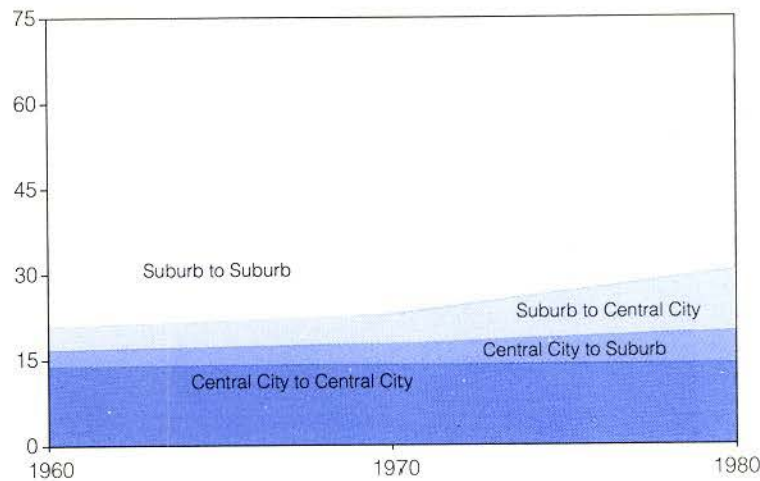 75
60
45
30
15
0
Suburb to Suburb
Suburb to Central City
Central City to Suburb
Central City to Central City
1960
1970
1980